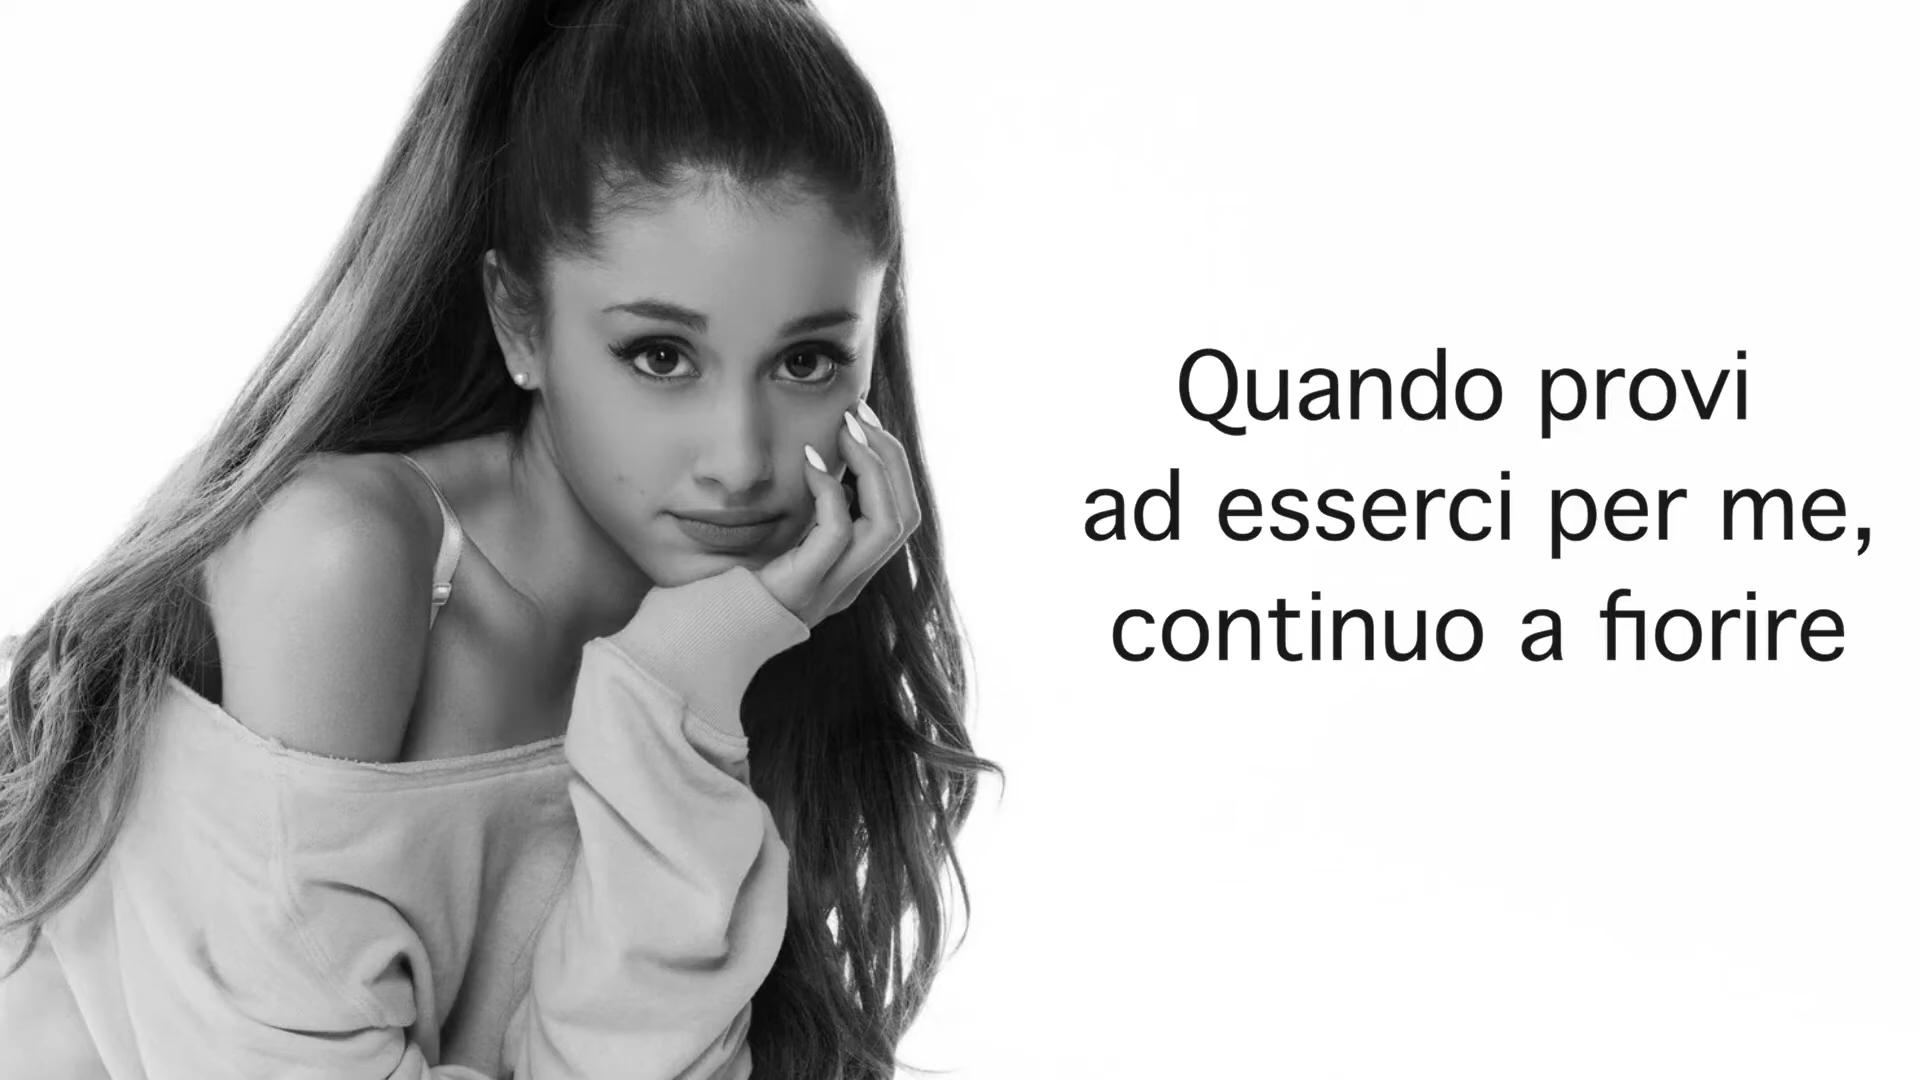 Quando provi
ad esserci per me,
continuo a fiorire